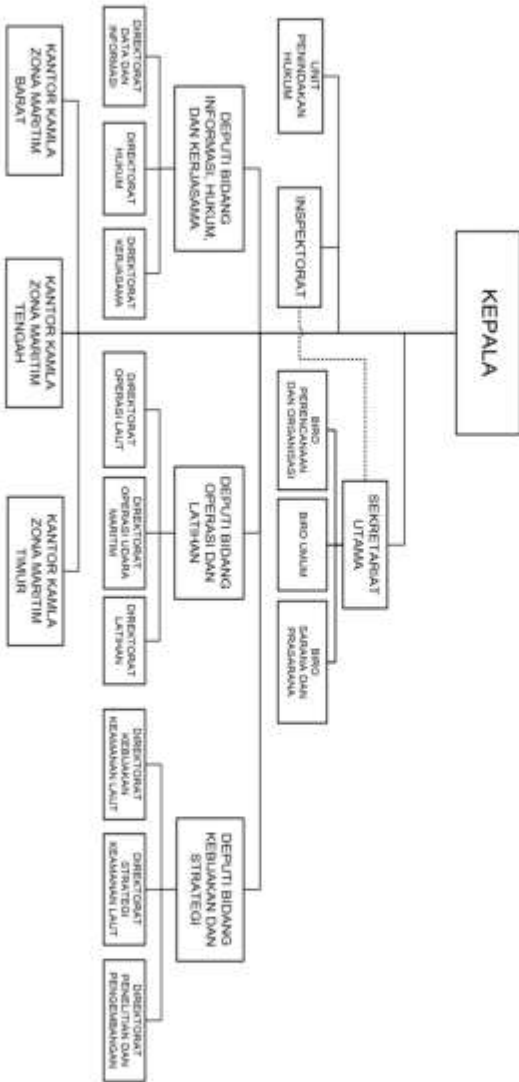 KEPALA
SEKRETARIAT
UTAMA
BIRO
SARANA DAN
PRASARANA
BIRO UMUM
BIRO
PERENCANAAN
DAN ORGANISASI
INSPEKTORAT
UNIT
PENINDAKAN
HUKUM
DEPUTI BIDANG
KEBIJAKAN DAN
STRATEGI
DEPUTI BIDANG
OPERASI DAN
LATIHAN
DEPUTI BIDANG
INFORMASI, HUKUM,
DAN KERJASAMA
DIREKTORAT
PENELITIAN DAN
PENGEMBANGAN
DIREKTORAT
STRATEGI
KEAMANAN LAUT
DIREKTORAT
KEBIJAKAN
KEAMANAN LAUT
DIREKTORAT
LATIHAN
DIREKTORAT
OPERASI UDARA
MARITIM
DIREKTORAT
OPERASI LAUT
DIREKTORAT
KERJASAMA
DIREKTORAT
HUKUM
DIREKTORAT
DATA DAN
INFORMASI
KANTOR KAMLA
ZONA MARITIM
TIMUR
KANTOR KAMLA
ZONA MARITIM
TENGAH
KANTOR KAMLA
ZONA MARITIM
BARAT